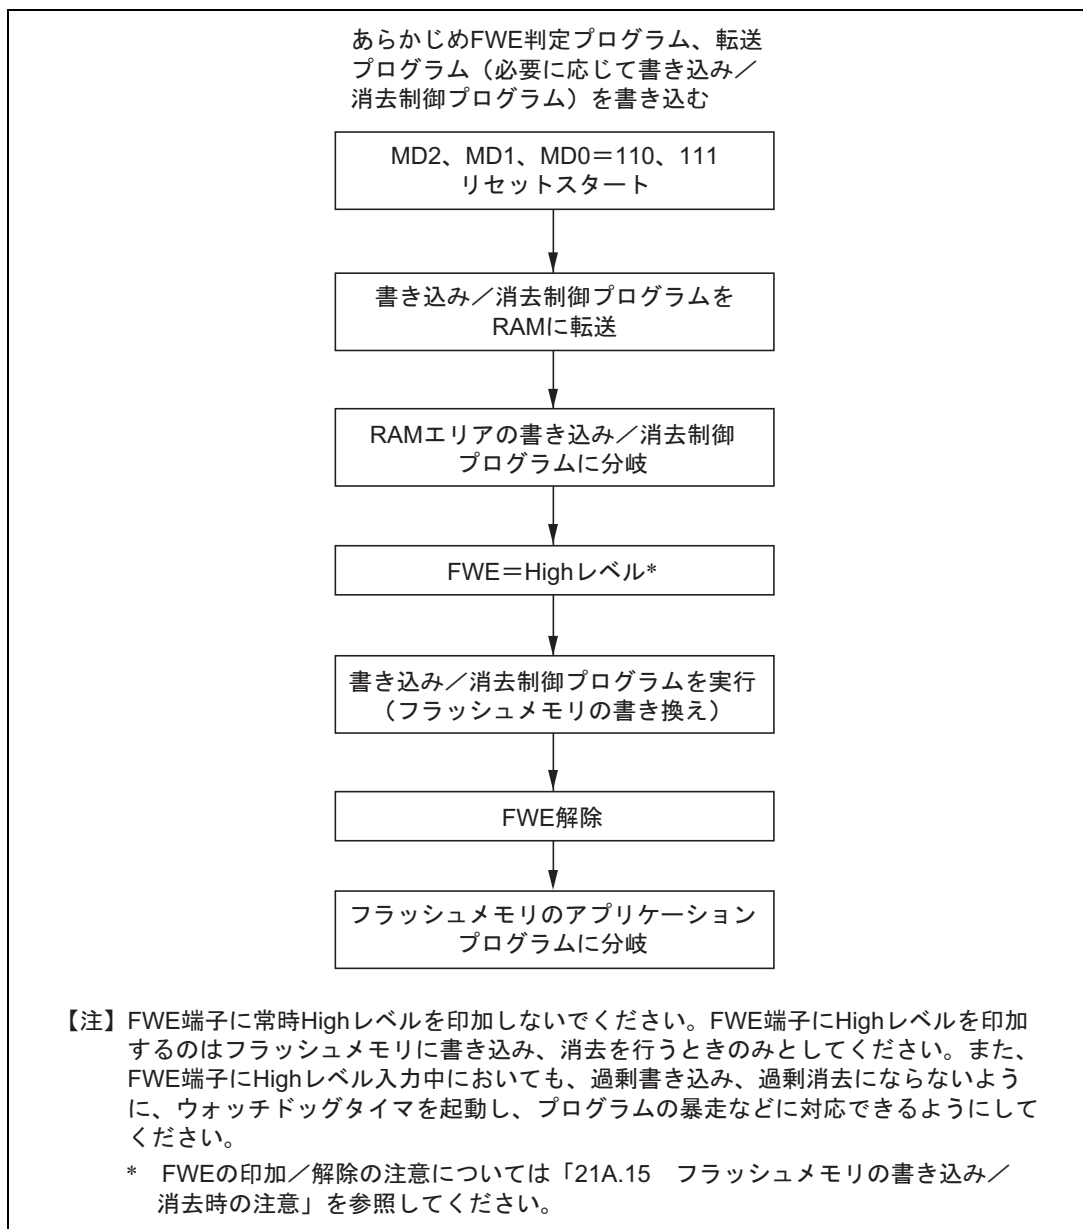 あらかじめFWE判定プログラム、転送
プログラム（必要に応じて書き込み／
消去制御プログラム）を書き込む
MD2、MD1、MD0＝110、111
リセットスタート
書き込み／消去制御プログラムを
RAMに転送
RAMエリアの書き込み／消去制御
プログラムに分岐
FWE＝Highレベル*
書き込み／消去制御プログラムを実行
（フラッシュメモリの書き換え）
FWE解除
フラッシュメモリのアプリケーション
プログラムに分岐
【注】FWE端子に常時Highレベルを印加しないでください。FWE端子にHighレベルを印加
するのはフラッシュメモリに書き込み、消去を行うときのみとしてください。また、
FWE端子にHighレベル入力中においても、過剰書き込み、過剰消去にならないよう
に、ウォッチドッグタイマを起動し、プログラムの暴走などに対応できるようにして
ください。
*　FWEの印加／解除の注意については「21A.15　フラッシュメモリの書き込み／
消去時の注意」を参照してください。